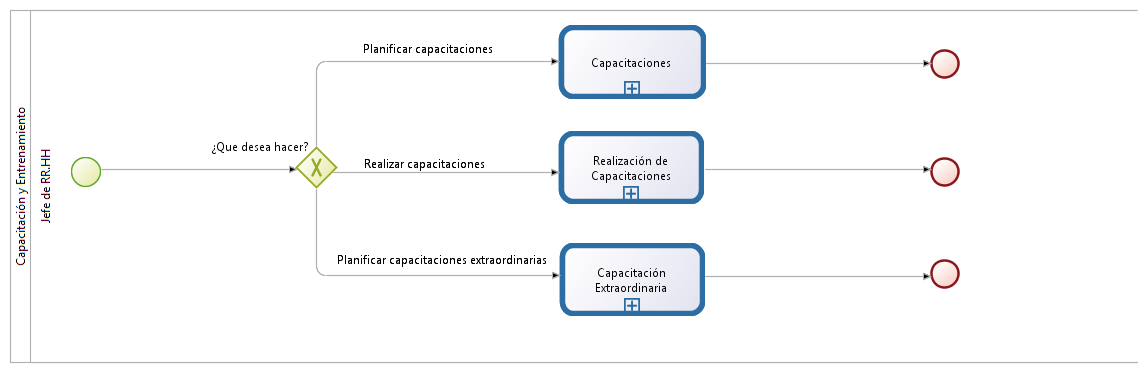 Capacitación y Entrenamiento
Jefe de RR.HH
¿Que desea hacer?
Planificar capacitaciones
Capacitaciones
Realizar capacitaciones
Realización de
Capacitaciones
Planificar capacitaciones extraordinarias
Capacitación
Extraordinaria